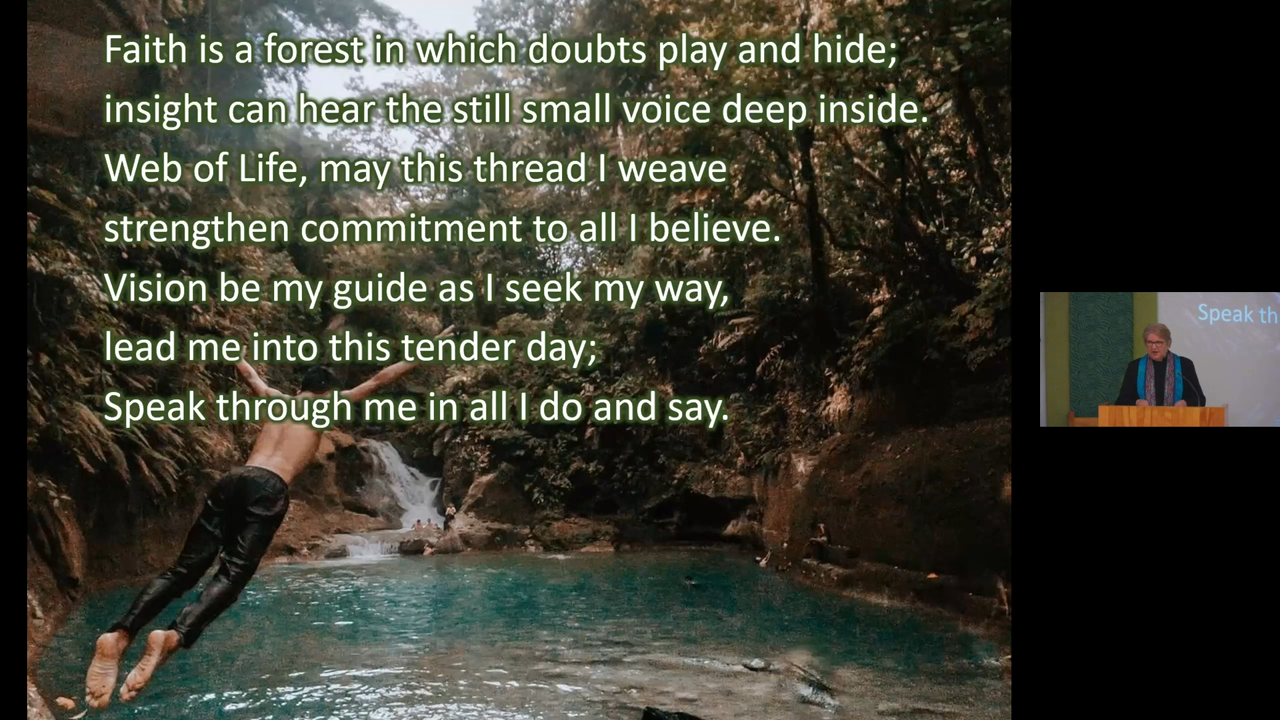 Faith is a forest in which doubts play and hide;
insight can hear the still small voice deep inside.
Web of Life, may this thread I weave
strengthen commitment to all I believe.
Vision be my guide as I seek my way,
lead me into this tender day;
Speak through me in all I do and say.
Speak th